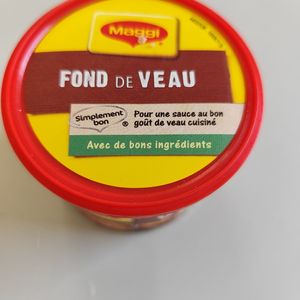 Maggi
FOND DE VEAU
Simplement
bon
®
Pour une sauce au bon
goût de veau cuisiné
Avec de bons ingrédients